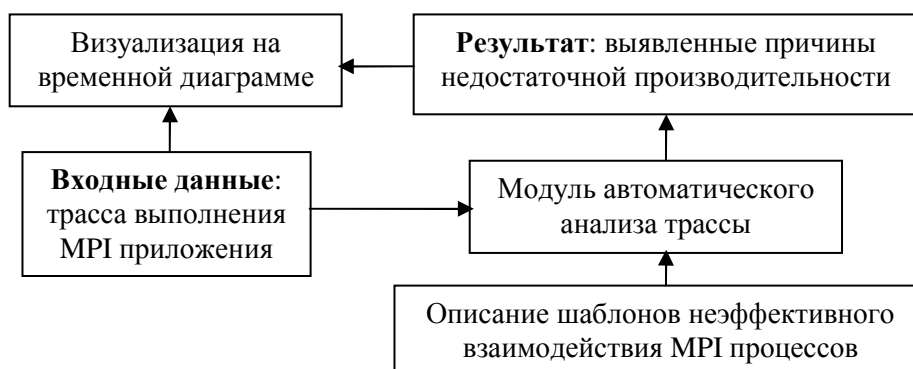 Визуализация на
временной диаграмме
Результат: выявленные причины
недостаточной производительности
Входные данные:
трасса выполнения
MPI приложения
Модуль автоматического
анализа трассы
Описание шаблонов неэффективного
взаимодействия MPI процессов